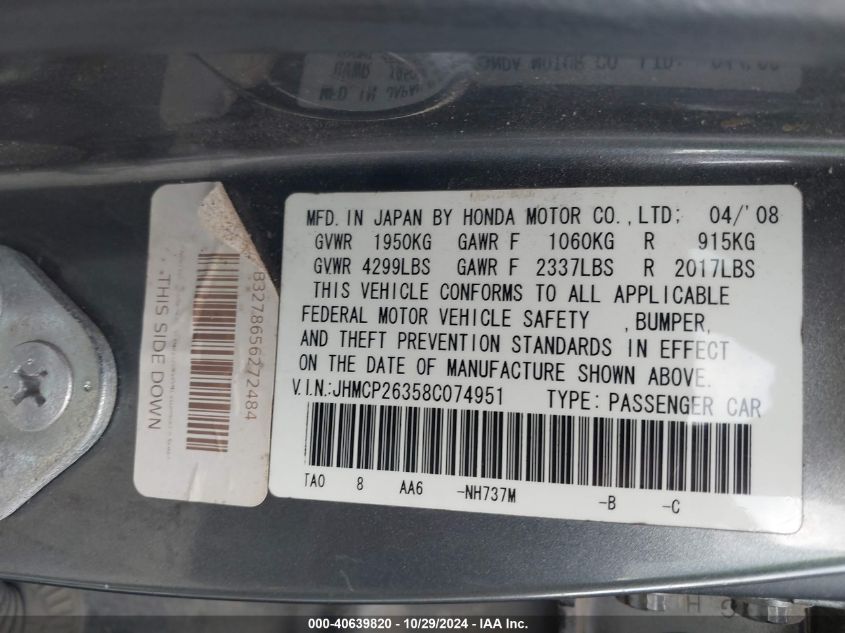 MFD. IN JAPAN BY HONDA MOTOR CO., LTD; 04/'08
GVWR 1950KG GAWR F 1060KG R 915KG
GVWR 4299LBS GAWR F 2337LBS R 2017LBS
THIS VEHICLE CONFORMS TO ALL APPLICABLE
FEDERAL MOTOR VEHICLE SAFETY , BUMPER,
AND THEFT PREVENTION STANDARDS IN EFFECT
ON THE DATE OF MANUFACTURE SHOWN ABOVE.
V.I.N.:JHMCP26358C074951 TYPE:PASSENGER CAR
TA0 8 AA6 -NH737M -B -C
83278656272484
THIS SIDE DOWN
000-40639820 - 10/29/2024 - IAA Inc.